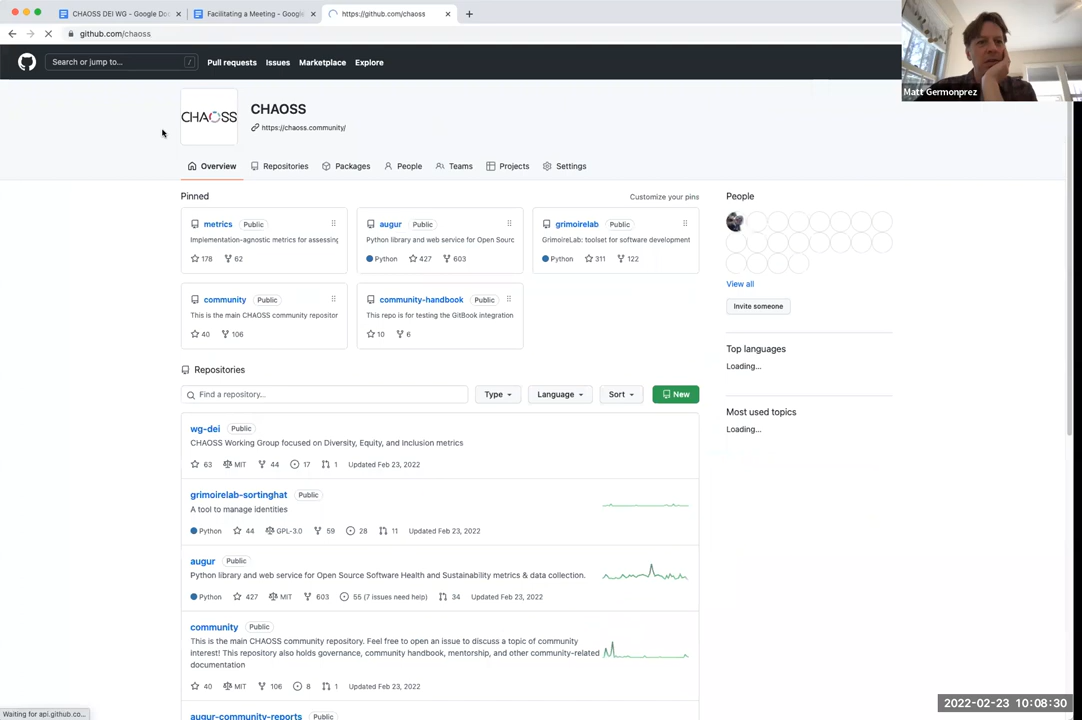 CHAOSS DEI WG - Google Do
Facilitating a Meeting - Google
https://github.com/chaoss
github.com/chaoss
Search or jump to...
/
Pull requests
Issues
Marketplace
Explore
Matt Germonprez
CHAOSS
CHAOSS
https://chaoss.community/
Overview
Repositories
Packages
People
Teams
Projects
Settings
Pinned
Customize your pins
metrics Public
Implementation-agnostic metrics for assessing
178 62
augur Public
Python library and web service for Open Sourc
Python 427 603
grimoirelab Public
GrimoireLab: toolset for software development
Python 311 122
community Public
This is the main CHAOSS community repositor
40 106
community-handbook Public
This repo is for testing the GitBook integration
10 6
People
View all
Invite someone
Top languages
Loading...
Most used topics
Loading...
Repositories
Find a repository...
Type
Language
Sort
New
wg-dei Public
CHAOSS Working Group focused on Diversity, Equity, and Inclusion metrics
63 MIT 44 17 1 Updated Feb 23, 2022
grimoirelab-sortinghat Public
A tool to manage identities
Python 44 GPL-3.0 59 28 11 Updated Feb 23, 2022
augur Public
Python library and web service for Open Source Software Health and Sustainability metrics & data collection.
Python 427 MIT 603 55 (7 issues need help) 34 Updated Feb 23, 2022
community Public
This is the main CHAOSS community repository. Feel free to open an issue to discuss a topic of community
interest! This repository also holds governance, community handbook, mentorship, and other community-related
documentation
40 MIT 106 8 1 Updated Feb 23, 2022
augur-community-reports Public
Waiting for api.github.co...
2022-02-23 10:08:30